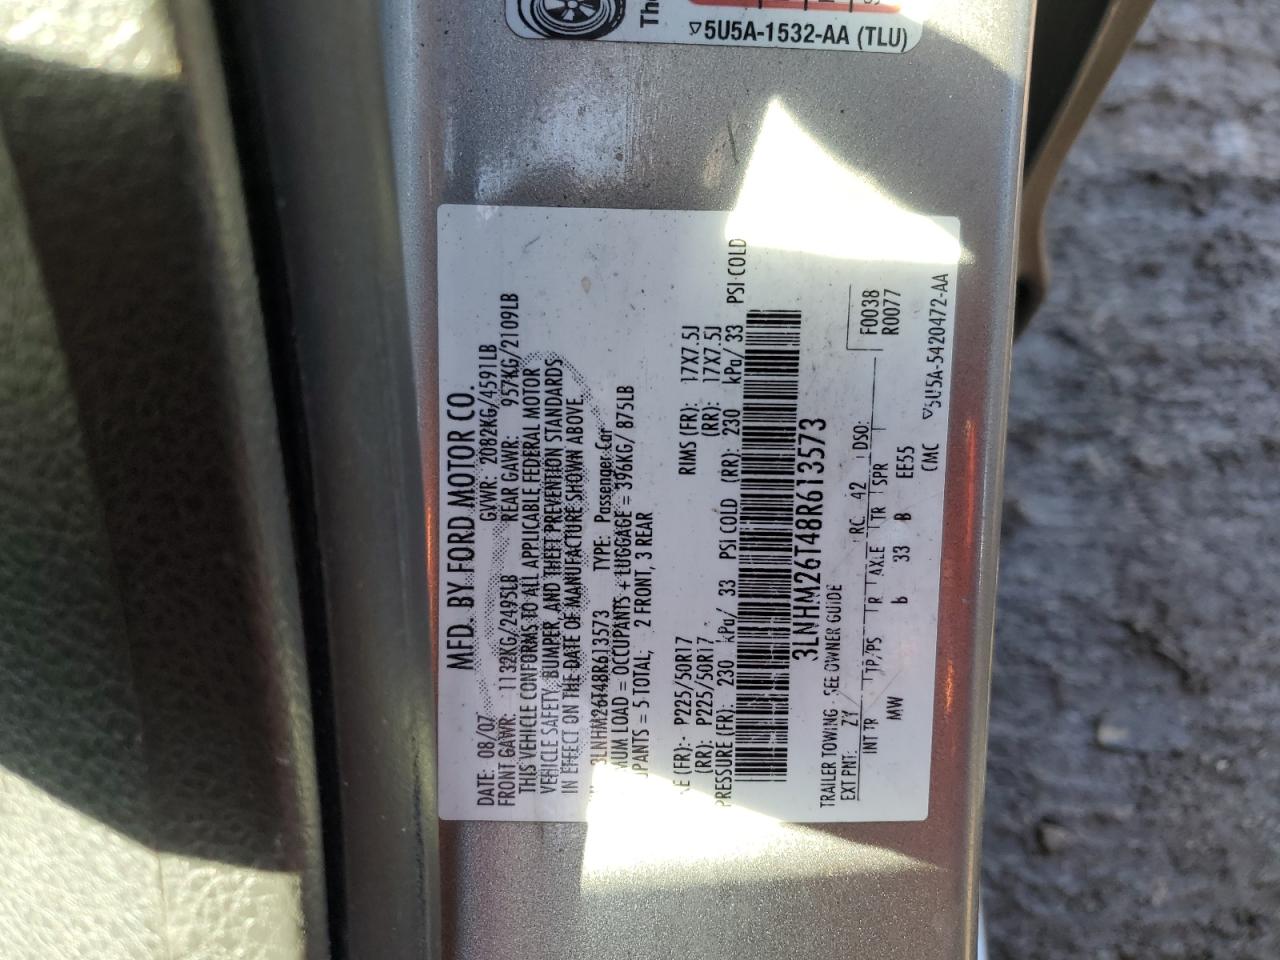 The
▽5U5A-1532-AA (TLU)
MFD. BY FORD MOTOR CO.
DATE: 08/07 GVWR: 2082KG/4591LB
FRONT GAWR: 1132KG/2495LB REAR GAWR: 957KG/2109LB
THIS VEHICLE CONFORMS TO ALL APPLICABLE FEDERAL MOTOR
VEHICLE SAFETY, BUMPER, AND THEFT PREVENTION STANDARDS
IN EFFECT ON THE DATE OF MANUFACTURE SHOWN ABOVE.
3LNHM26T48R613573 TYPE: Passenger Car
LOAD = OCCUPANTS + LUGGAGE = 396KG/ 875LB
= 5 TOTAL, 2 FRONT, 3 REAR
(FR): P225/50R17 RIMS (FR): 17X7.5J
(RR): P225/50R17 (RR): 17X7.5J
PRESSURE (FR): 230 kPa/ 33 PSI COLD (RR): 230 kPa/ 33 PSI COLD
3LNHM26T48R613573
TRAILER TOWING - SEE OWNER GUIDE
EXT PNT: ZY RC: 42 DSO: F0038
R0077
INT TR TP/PS R AXLE TR SPR
MW b 33 B EE55
CMC
▽5U5A-5420472-AA